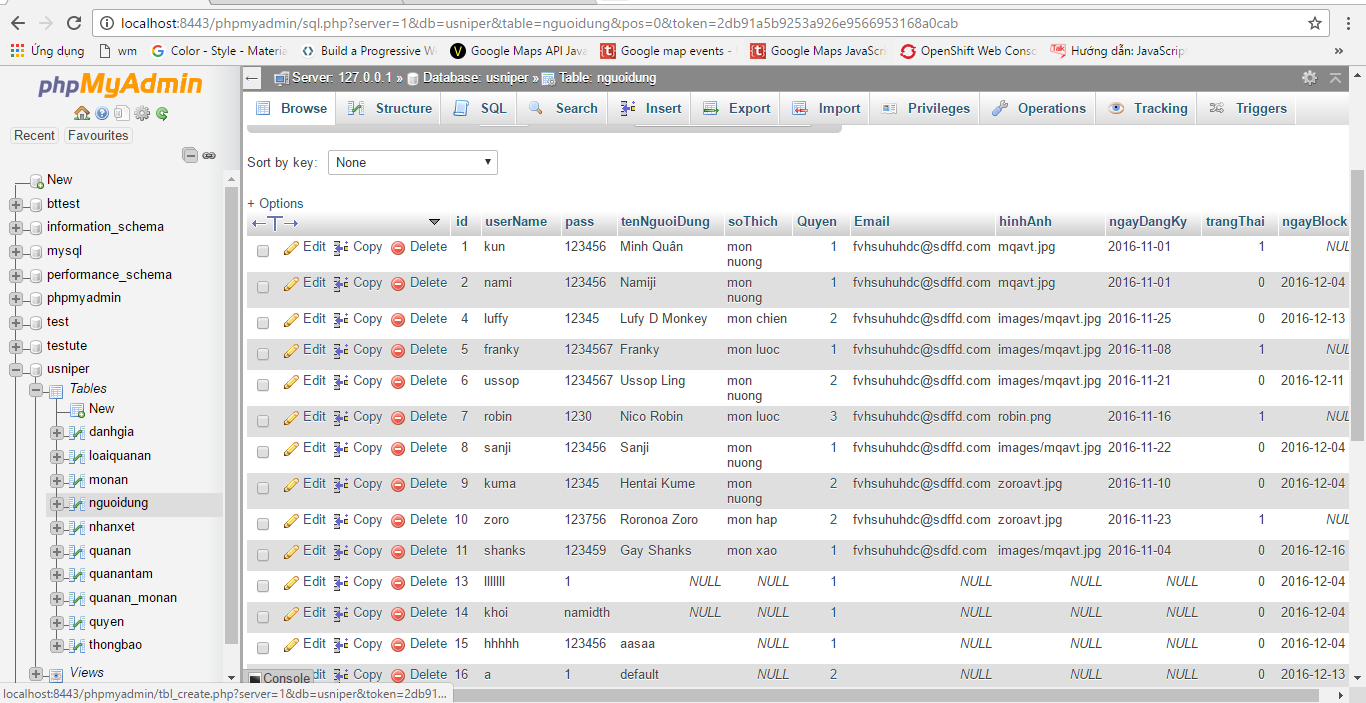 localhost:8443/phpmyadmin/sql.php?server=1&db=usniper&table=nguoidung&pos=0&token=2db91a5b9253a926e9566953168a0cab
Ứng dung wm Color - Style - Materia Build a Progressive W Google Maps API Java Google map events - Google Maps JavaScri OpenShift Web Conso Hướng dẫn: JavaScript »
phpMyAdmin
Recent Favourites
New
bttest
information_schema
mysql
performance_schema
phpmyadmin
test
testute
usniper
Tables
New
danhgia
loaiquanan
monan
nguoidung
nhanxet
quanan
quanantam
quanan_monan
quyen
thongbao
Views
Server: 127.0.0.1 » Database: usniper » Table: nguoidung
Browse Structure SQL Search Insert Export Import Privileges Operations Tracking Triggers
Sort by key: None
+ Options
←T→ id userName pass tenNguoiDung soThich Quyen Email hinhAnh ngayDangKy trangThai ngayBlock
Edit Copy Delete 1 kun 123456 Minh Quân mon nuong 1 fvhsuhuhdc@sdffd.com mqavt.jpg 2016-11-01 1 NUL
Edit Copy Delete 2 nami 123456 Namiji mon nuong 1 fvhsuhuhdc@sdffd.com mqavt.jpg 2016-11-01 0 2016-12-04
Edit Copy Delete 4 luffy 12345 Lufy D Monkey mon chien 2 fvhsuhuhdc@sdffd.com images/mqavt.jpg 2016-11-25 0 2016-12-13
Edit Copy Delete 5 franky 1234567 Franky mon luoc 1 fvhsuhuhdc@sdffd.com images/mqavt.jpg 2016-11-08 1 NUL
Edit Copy Delete 6 ussop 1234567 Ussop Ling mon nuong 2 fvhsuhuhdc@sdffd.com images/mqavt.jpg 2016-11-21 0 2016-12-11
Edit Copy Delete 7 robin 1230 Nico Robin mon luoc 3 fvhsuhuhdc@sdffd.com robin.png 2016-11-16 1 NUL
Edit Copy Delete 8 sanji 123456 Sanji mon nuong 1 fvhsuhuhdc@sdffd.com images/mqavt.jpg 2016-11-22 0 2016-12-04
Edit Copy Delete 9 kuma 12345 Hentai Kume mon nuong 2 fvhsuhuhdc@sdffd.com zoroavt.jpg 2016-11-10 0 2016-12-04
Edit Copy Delete 10 zoro 123756 Roronoa Zoro mon hap 2 fvhsuhuhdc@sdffd.com zoroavt.jpg 2016-11-23 1 NUL
Edit Copy Delete 11 shanks 123459 Gay Shanks mon xao 1 fvhsuhuhdc@sdfd.com images/mqavt.jpg 2016-11-04 0 2016-12-16
Edit Copy Delete 13 lllllll 1 NULL NULL 1 NULL NULL NULL 0 2016-12-04
Edit Copy Delete 14 khoi namidth NULL NULL 1 NULL NULL NULL 0 2016-12-04
Edit Copy Delete 15 hhhhh 123456 aasaa NULL 1 NULL NULL NULL 0 2016-12-04
Console dit Copy Delete 16 a 1 default NULL 2 NULL NULL NULL 0 2016-12-13
localhost:8443/phpmyadmin/tbl_create.php?server=1&db=usniper&token=2db91...